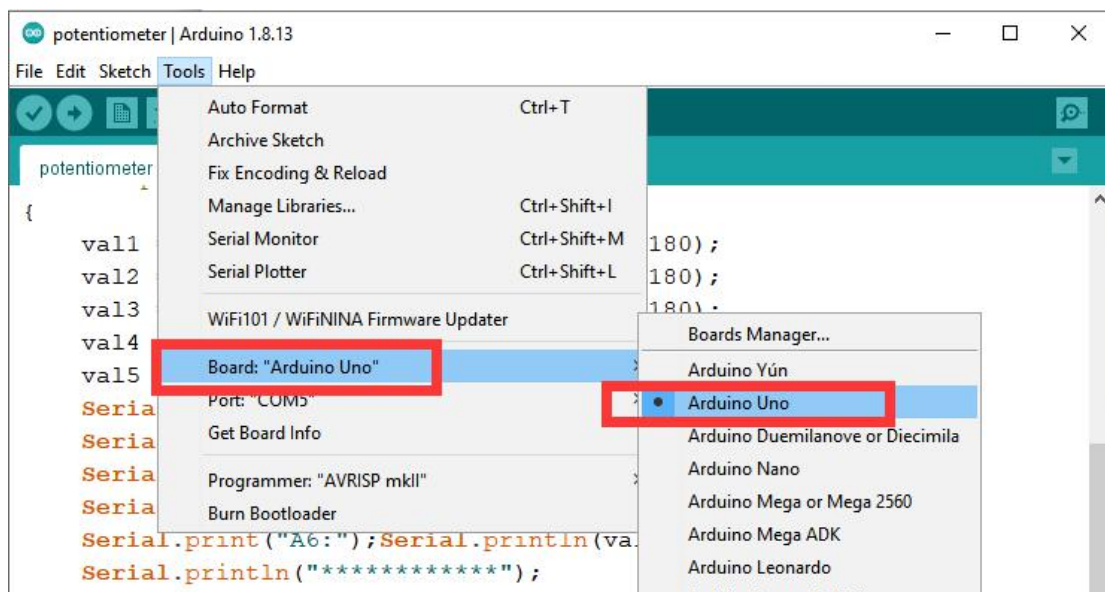 potentiometer | Arduino 1.8.13
File Edit Sketch Tools Help
Auto Format Ctrl+T
Archive Sketch
potentiometer
Fix Encoding & Reload
{
Manage Libraries... Ctrl+Shift+I
Serial Monitor Ctrl+Shift+M
val1 180);
Serial Plotter Ctrl+Shift+L
val2 180);
val3 180);
WiFi101 / WiFiNINA Firmware Updater
Boards Manager...
val4
Board: "Arduino Uno"
Arduino Yún
val5
Port: "COM5"
Arduino Uno
Seria
Get Board Info
Arduino Duemilanove or Diecimila
Seria
Arduino Nano
Seria
Programmer: "AVRISP mkII"
Arduino Mega or Mega 2560
Seria
Burn Bootloader
Arduino Mega ADK
Serial.print("A6:");Serial.println(va
Arduino Leonardo
Serial.println("************");